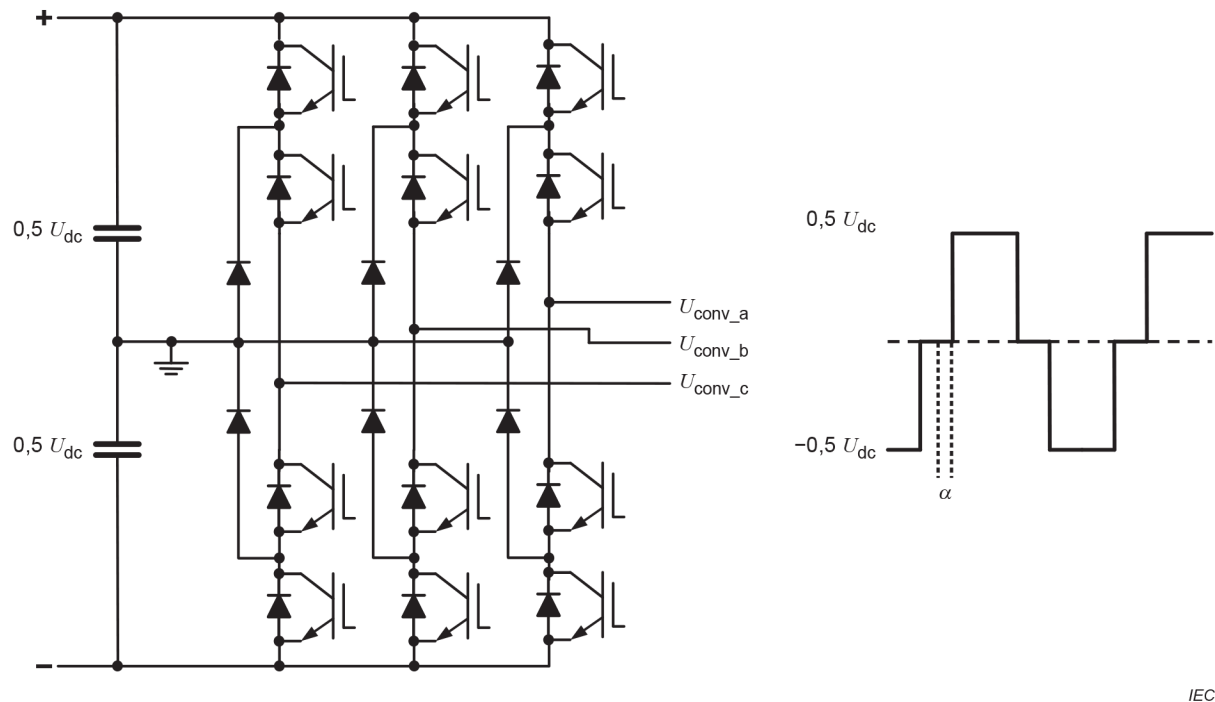 +
0,5 Udc
0,5 Udc
−
Uconv_a
Uconv_b
Uconv_c
0,5 Udc
−0,5 Udc
α
IEC